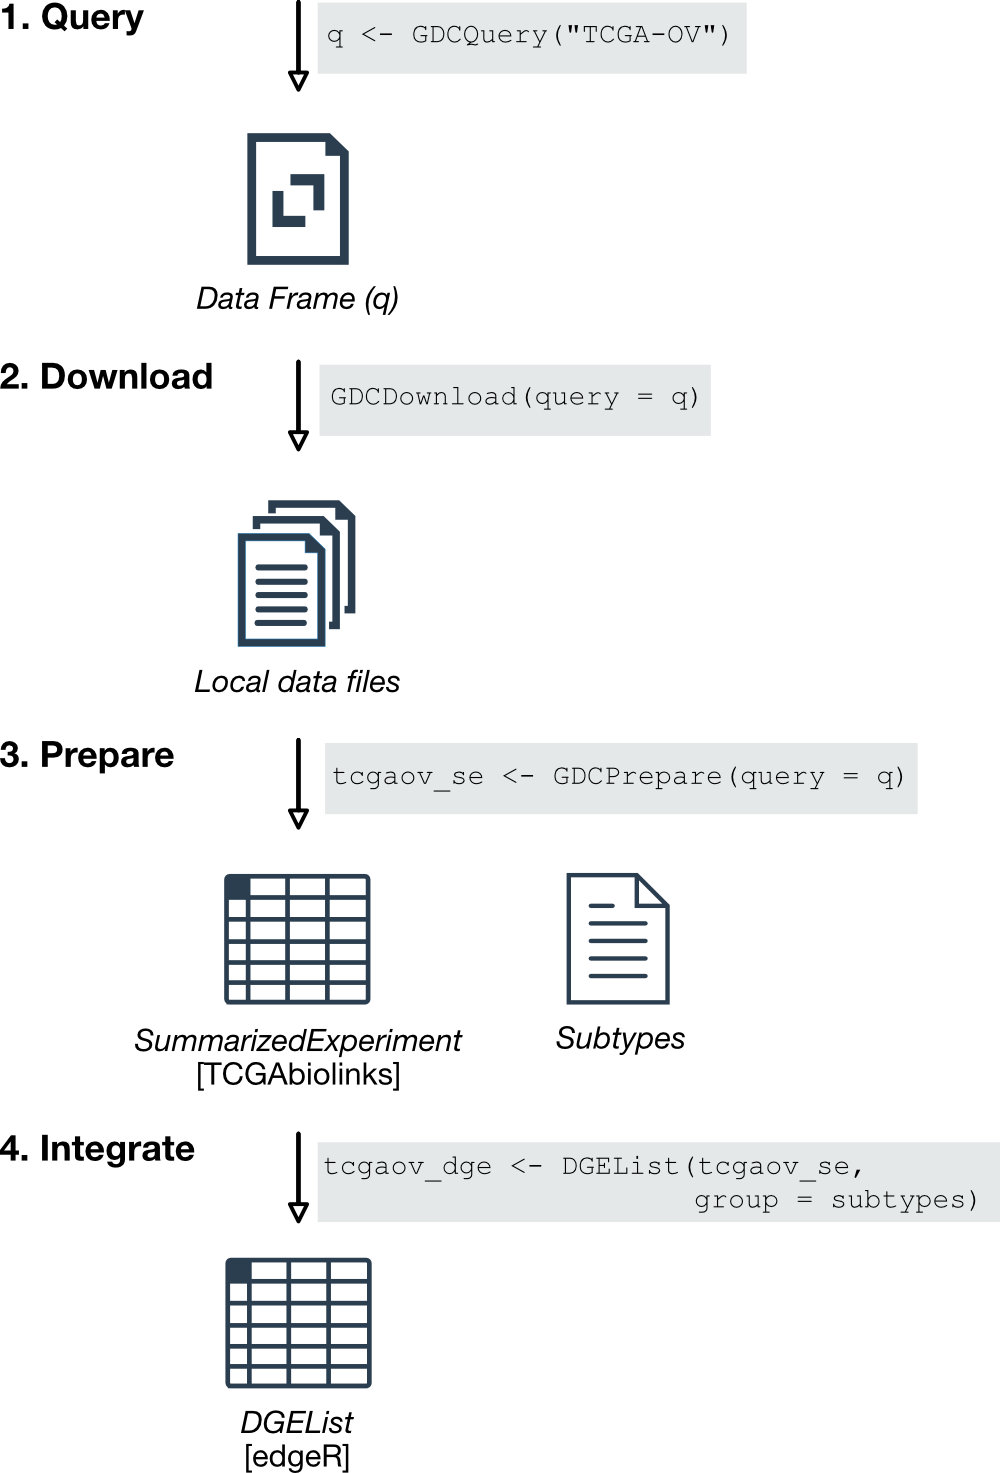 1. Query
q <- GDCQuery("TCGA-OV")
Data Frame (q)
2. Download
GDCDownload(query = q)
Local data files
3. Prepare
tcgaov_se <- GDCPrepare(query = q)
SummarizedExperiment
[TCGAbiolinks]
Subtypes
4. Integrate
tcgaov_dge <- DGEList(tcgaov_se,
group = subtypes)
DGEList
[edgeR]